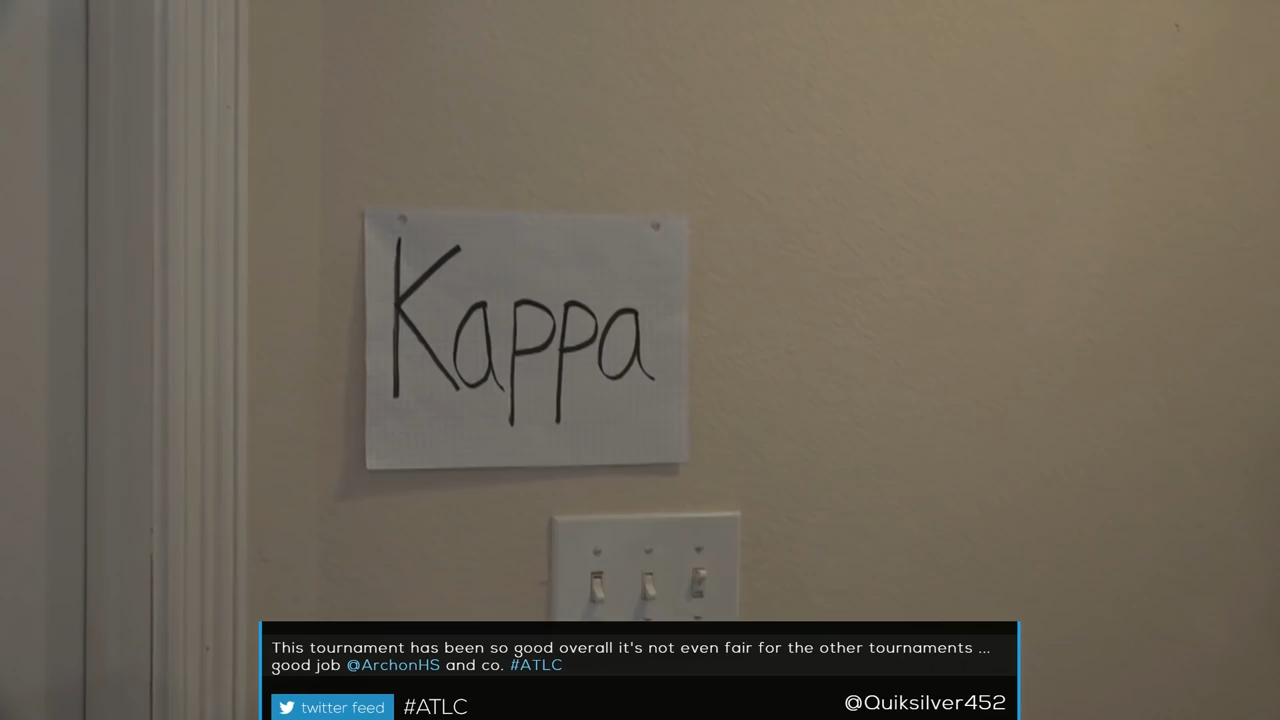 Kappa
This tournament has been so good overall it's not even fair for the other tournaments ...
good job @ArchonHS and co. #ATLC
twitter feed #ATLC @Quiksilver452